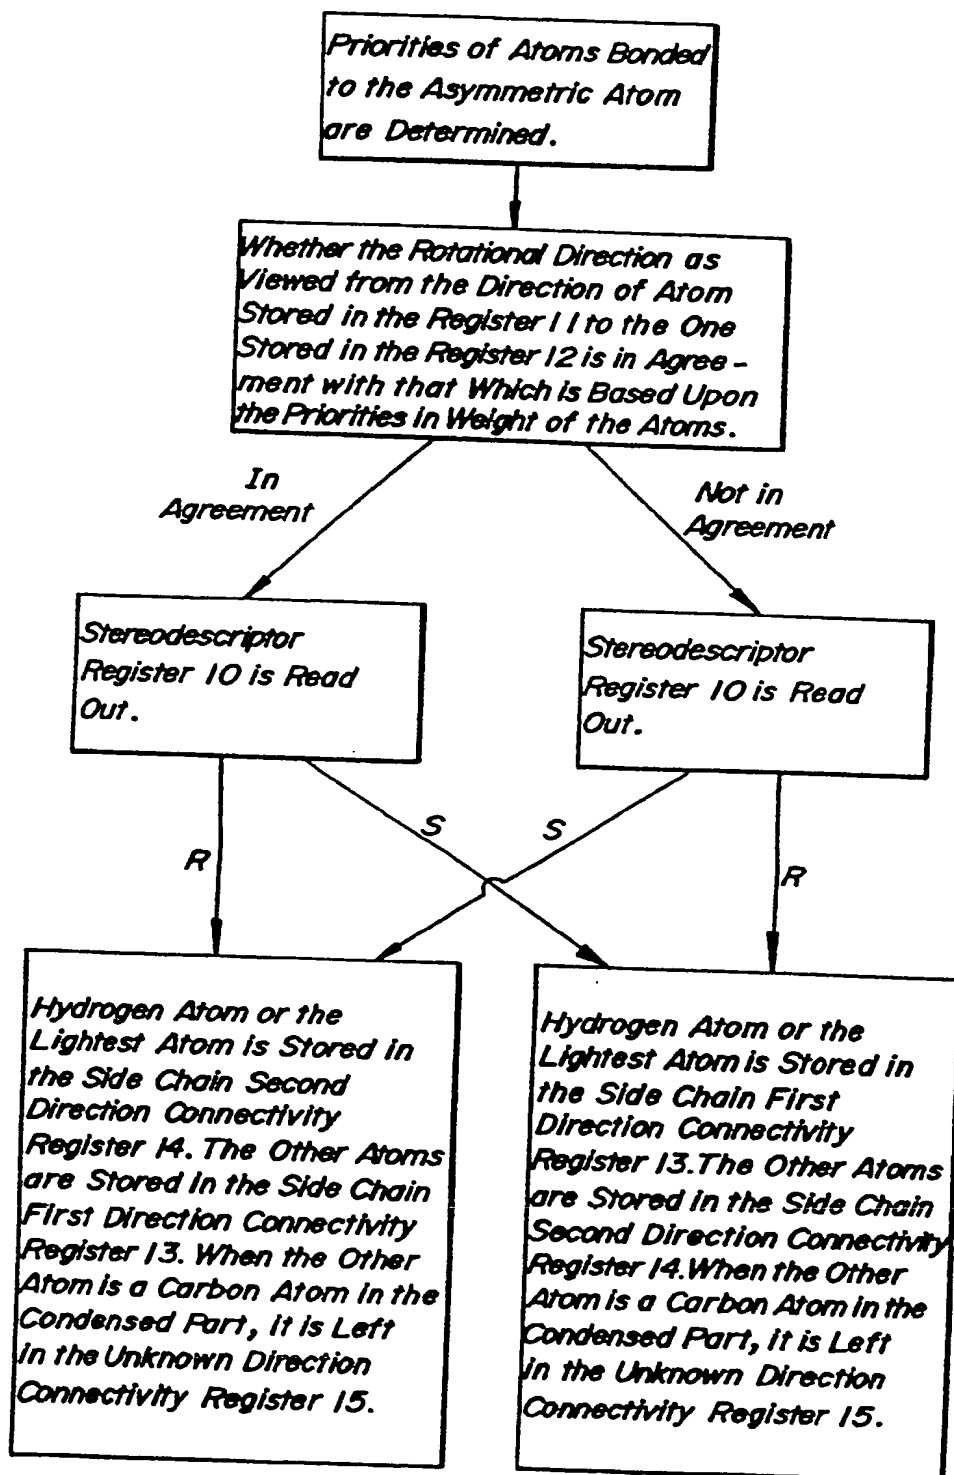 Priorities of Atoms Bonded
to the Asymmetric Atom
are Determined.
Whether the Rotational Direction as
Viewed from the Direction of Atom
Stored in the Register 11 to the One
Stored in the Register 12 is in Agree-
ment with that Which is Based Upon
the Priorities in Weight of the Atoms.
In
Agreement
Not in
Agreement
Stereodescriptor
Register 10 is Read
Out.
Stereodescriptor
Register 10 is Read
Out.
R
S
S
R
Hydrogen Atom or the
Lightest Atom is Stored in
the Side Chain Second
Direction Connectivity
Register 14. The Other Atoms
are Stored in the Side Chain
First Direction Connectivity
Register 13. When the Other
Atom is a Carbon Atom in the
Condensed Part, it is Left
in the Unknown Direction
Connectivity Register 15.
Hydrogen Atom or the
Lightest Atom is Stored in
the Side Chain First
Direction Connectivity
Register 13. The Other Atoms
are Stored in the Side Chain
Second Direction Connectivity
Register 14. When the Other
Atom is a Carbon Atom in the
Condensed Part, it is Left
in the Unknown Direction
Connectivity Register 15.